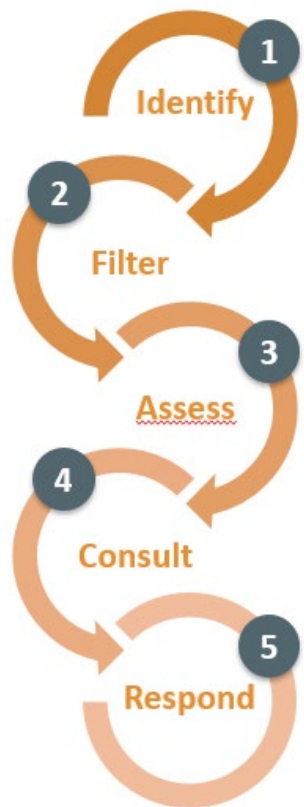 1
Identify
2
Filter
3
Assess
4
Consult
5
Respond